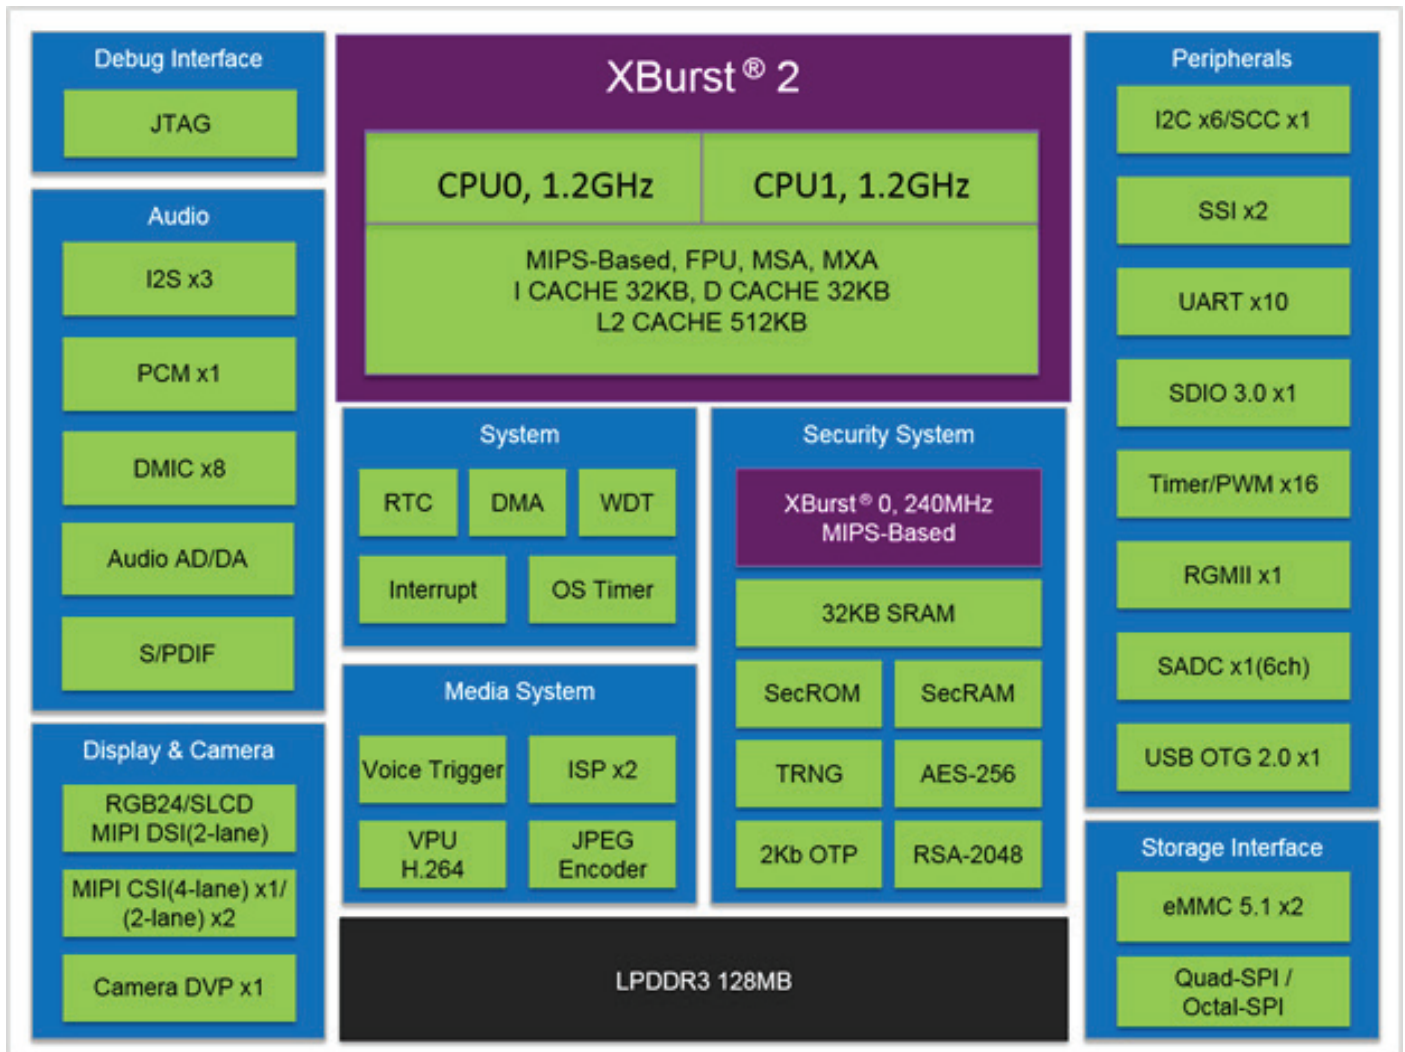 Debug Interface
JTAG
Audio
I2S x3
PCM x1
DMIC x8
Audio AD/DA
S/PDIF
Display & Camera
RGB24/SLCD
MIPI DSI(2-lane)
MIPI CSI(4-lane) x1/
(2-lane) x2
Camera DVP x1
XBurst® 2
CPU0, 1.2GHz
CPU1, 1.2GHz
MIPS-Based, FPU, MSA, MXA
I CACHE 32KB, D CACHE 32KB
L2 CACHE 512KB
System
RTC
DMA
WDT
Interrupt
OS Timer
Media System
Voice Trigger
ISP x2
VPU
H.264
JPEG
Encoder
Security System
XBurst® 0, 240MHz
MIPS-Based
32KB SRAM
SecROM
SecRAM
TRNG
AES-256
2Kb OTP
RSA-2048
LPDDR3 128MB
Peripherals
I2C x6/SCC x1
SSI x2
UART x10
SDIO 3.0 x1
Timer/PWM x16
RGMII x1
SADC x1(6ch)
USB OTG 2.0 x1
Storage Interface
eMMC 5.1 x2
Quad-SPI /
Octal-SPI